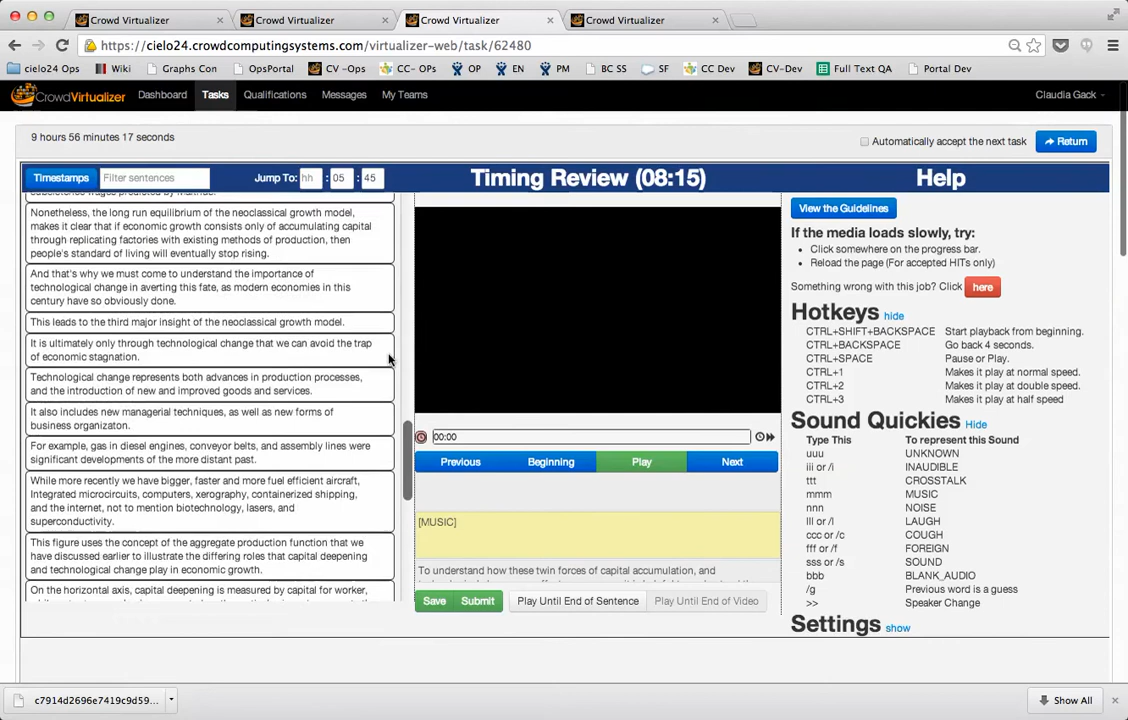 Crowd Virtualizer
Crowd Virtualizer
Crowd Virtualizer
Crowd Virtualizer
https://cielo24.crowdcomputingsystems.com/virtualizer-web/task/62480
cielo24 Ops
Wiki
Graphs Con
OpsPortal
CV -Ops
CC- OPs
OP
EN
PM
BC SS
SF
CC Dev
CV-Dev
Full Text QA
Portal Dev
CrowdVirtualizer
Dashboard
Tasks
Qualifications
Messages
My Teams
Claudia Gack
9 hours 56 minutes 17 seconds
Automatically accept the next task
Return
Timestamps
Filter sentences
Jump To: hh : 05 : 45
Timing Review (08:15)
Help
Nonetheless, the long run equilibrium of the neoclassical growth model,
makes it clear that if economic growth consists only of accumulating capital
through replicating factories with existing methods of production, then
people's standard of living will eventually stop rising.
And that's why we must come to understand the importance of
technological change in averting this fate, as modern economies in this
century have so obviously done.
This leads to the third major insight of the neoclassical growth model.
It is ultimately only through technological change that we can avoid the trap
of economic stagnation.
Technological change represents both advances in production processes,
and the introduction of new and improved goods and services.
It also includes new managerial techniques, as well as new forms of
business organizaton.
For example, gas in diesel engines, conveyor belts, and assembly lines were
significant developments of the more distant past.
While more recently we have bigger, faster and more fuel efficient aircraft,
Integrated microcircuits, computers, xerography, containerized shipping,
and the internet, not to mention biotechnology, lasers, and
superconductivity.
This figure uses the concept of the aggregate production function that we
have discussed earlier to illustrate the differing roles that capital deepening
and technological change play in economic growth.
On the horizontal axis, capital deepening is measured by capital for worker,
00:00
Previous
Beginning
Play
Next
[MUSIC]
To understand how these twin forces of capital accumulation, and
Save
Submit
Play Until End of Sentence
Play Until End of Video
View the Guidelines
If the media loads slowly, try:
Click somewhere on the progress bar.
Reload the page (For accepted HITs only)
Something wrong with this job? Click here
Hotkeys hide
CTRL+SHIFT+BACKSPACE Start playback from beginning.
CTRL+BACKSPACE Go back 4 seconds.
CTRL+SPACE Pause or Play.
CTRL+1 Makes it play at normal speed.
CTRL+2 Makes it play at double speed.
CTRL+3 Makes it play at half speed
Sound Quickies Hide
Type This To represent this Sound
uuu UNKNOWN
iii or /i INAUDIBLE
ttt CROSSTALK
mmm MUSIC
nnn NOISE
lll or /l LAUGH
ccc or /c COUGH
fff or /f FOREIGN
sss or /s SOUND
bbb BLANK_AUDIO
/g Previous word is a guess
>> Speaker Change
Settings show
c7914d2696e7419c9d59...
Show All